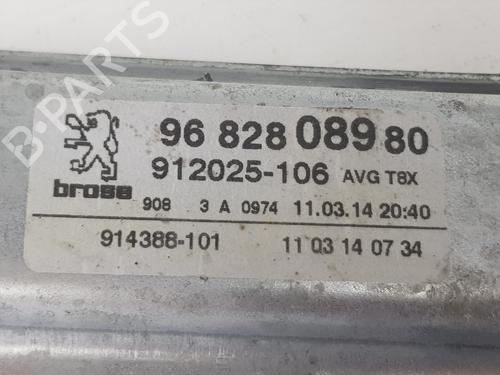 B PARTS
96 828 089 80
912025-106 AVG T8X
brose
908 3 A 0974 11.03.14 20:40
914388-101 11 03 14 07 34